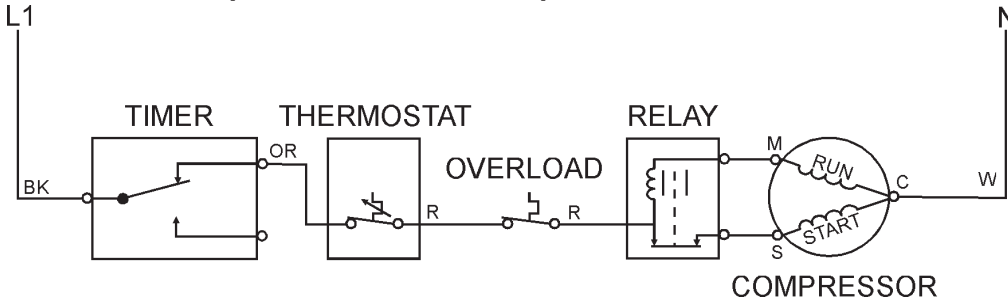 L1
N
TIMER
THERMOSTAT
OVERLOAD
RELAY
BK
OR
R
R
M
RUN
C
W
START
S
COMPRESSOR